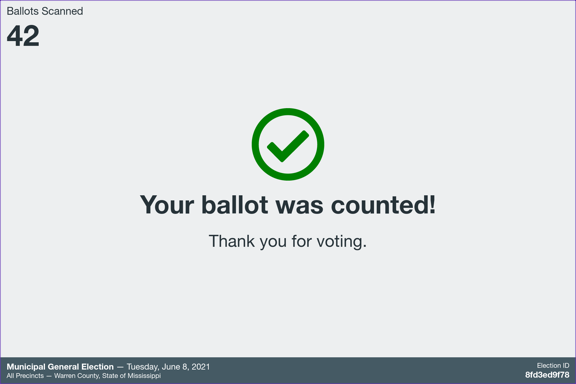 Ballots Scanned
42
Your ballot was counted!
Thank you for voting.
Municipal General Election — Tuesday, June 8, 2021
All Precincts — Warren County, State of Mississippi
Election ID
8fd3ed9f78